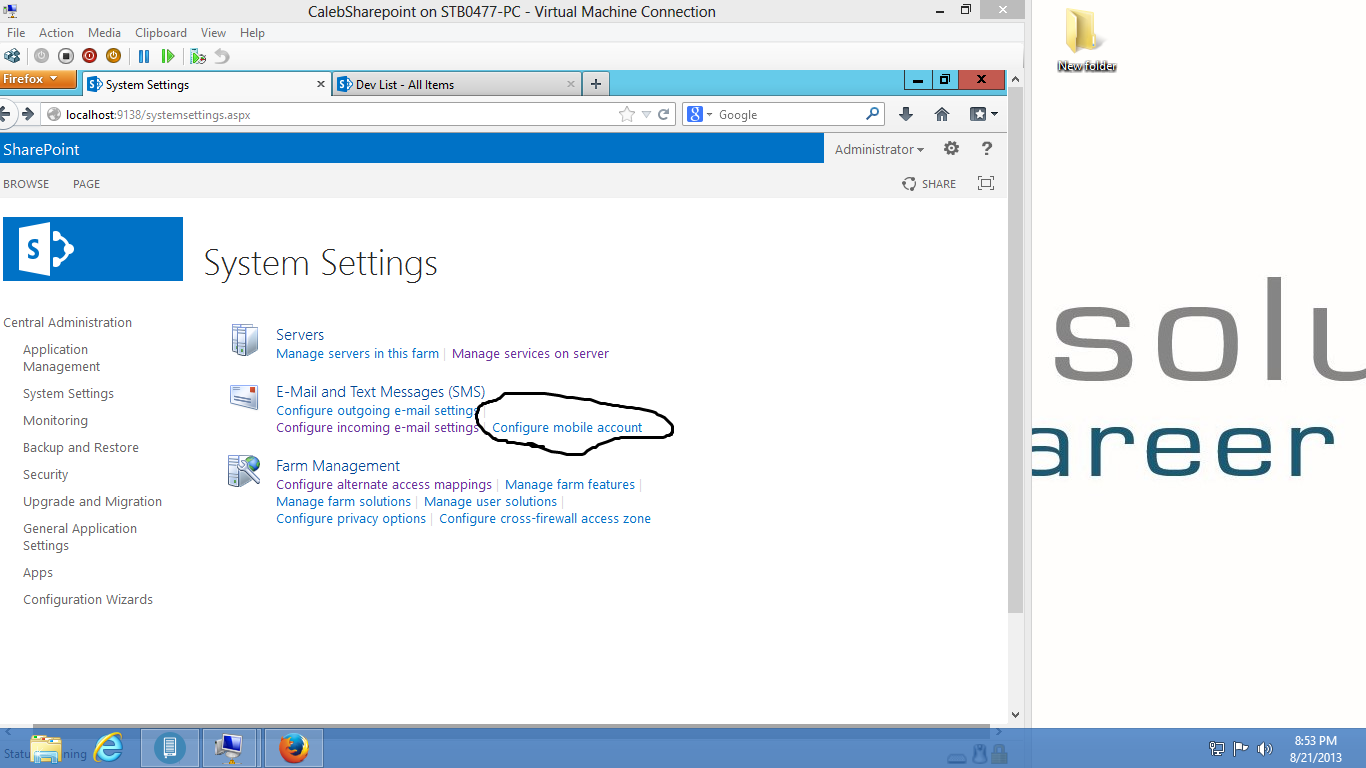 CalebSharepoint on STB0477-PC - Virtual Machine Connection
File Action Media Clipboard View Help
Firefox
System Settings
Dev List - All Items
localhost:9138/systemsettings.aspx
Google
SharePoint
Administrator
BROWSE PAGE
SHARE
System Settings
Central Administration
Application
Management
System Settings
Monitoring
Backup and Restore
Security
Upgrade and Migration
General Application
Settings
Apps
Configuration Wizards
Servers
Manage servers in this farm | Manage services on server
E-Mail and Text Messages (SMS)
Configure outgoing e-mail settings
Configure incoming e-mail settings Configure mobile account
Farm Management
Configure alternate access mappings | Manage farm features |
Manage farm solutions | Manage user solutions |
Configure privacy options | Configure cross-firewall access zone
New folder
solu
areer
8:53 PM
8/21/2013